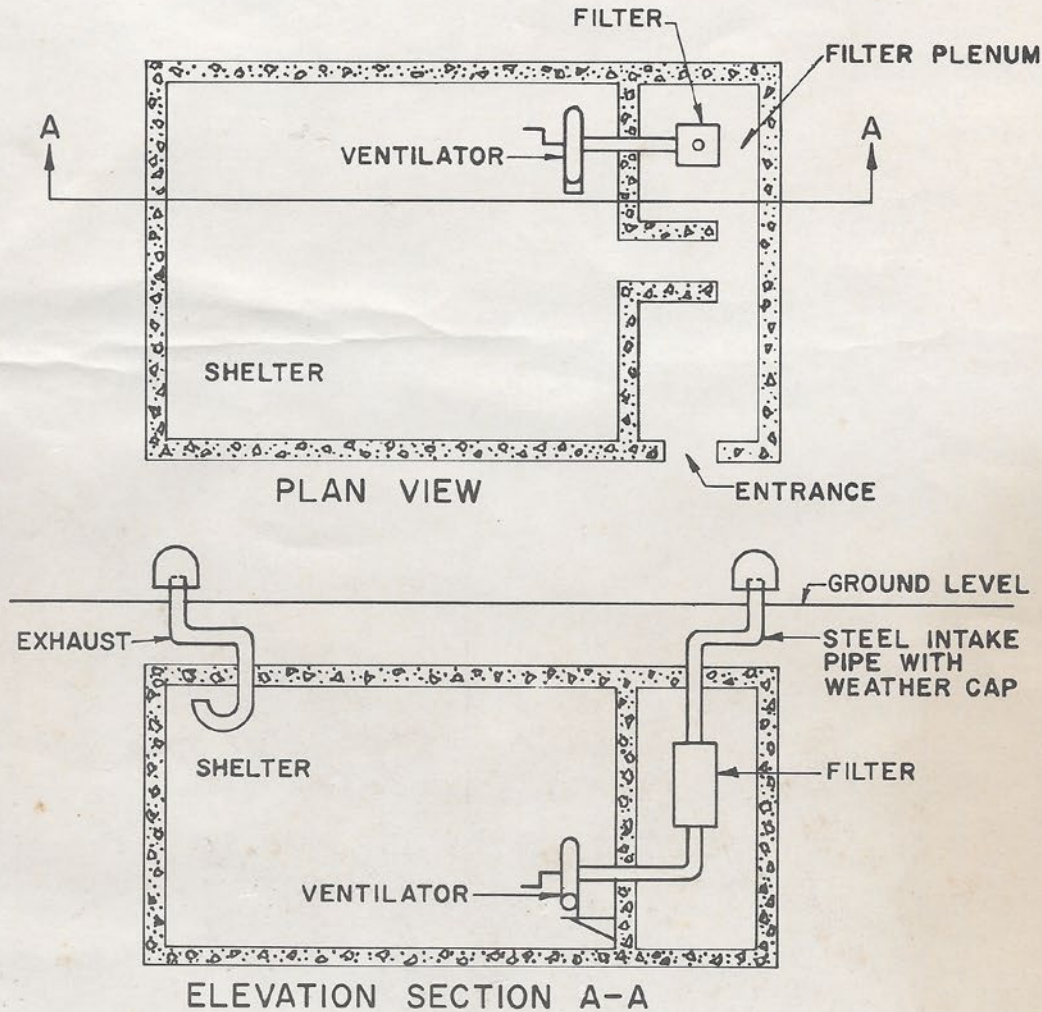 FILTER
FILTER PLENUM
A
A
VENTILATOR
SHELTER
PLAN VIEW
ENTRANCE
GROUND LEVEL
EXHAUST
STEEL INTAKE
PIPE WITH
WEATHER CAP
SHELTER
FILTER
VENTILATOR
ELEVATION SECTION A-A